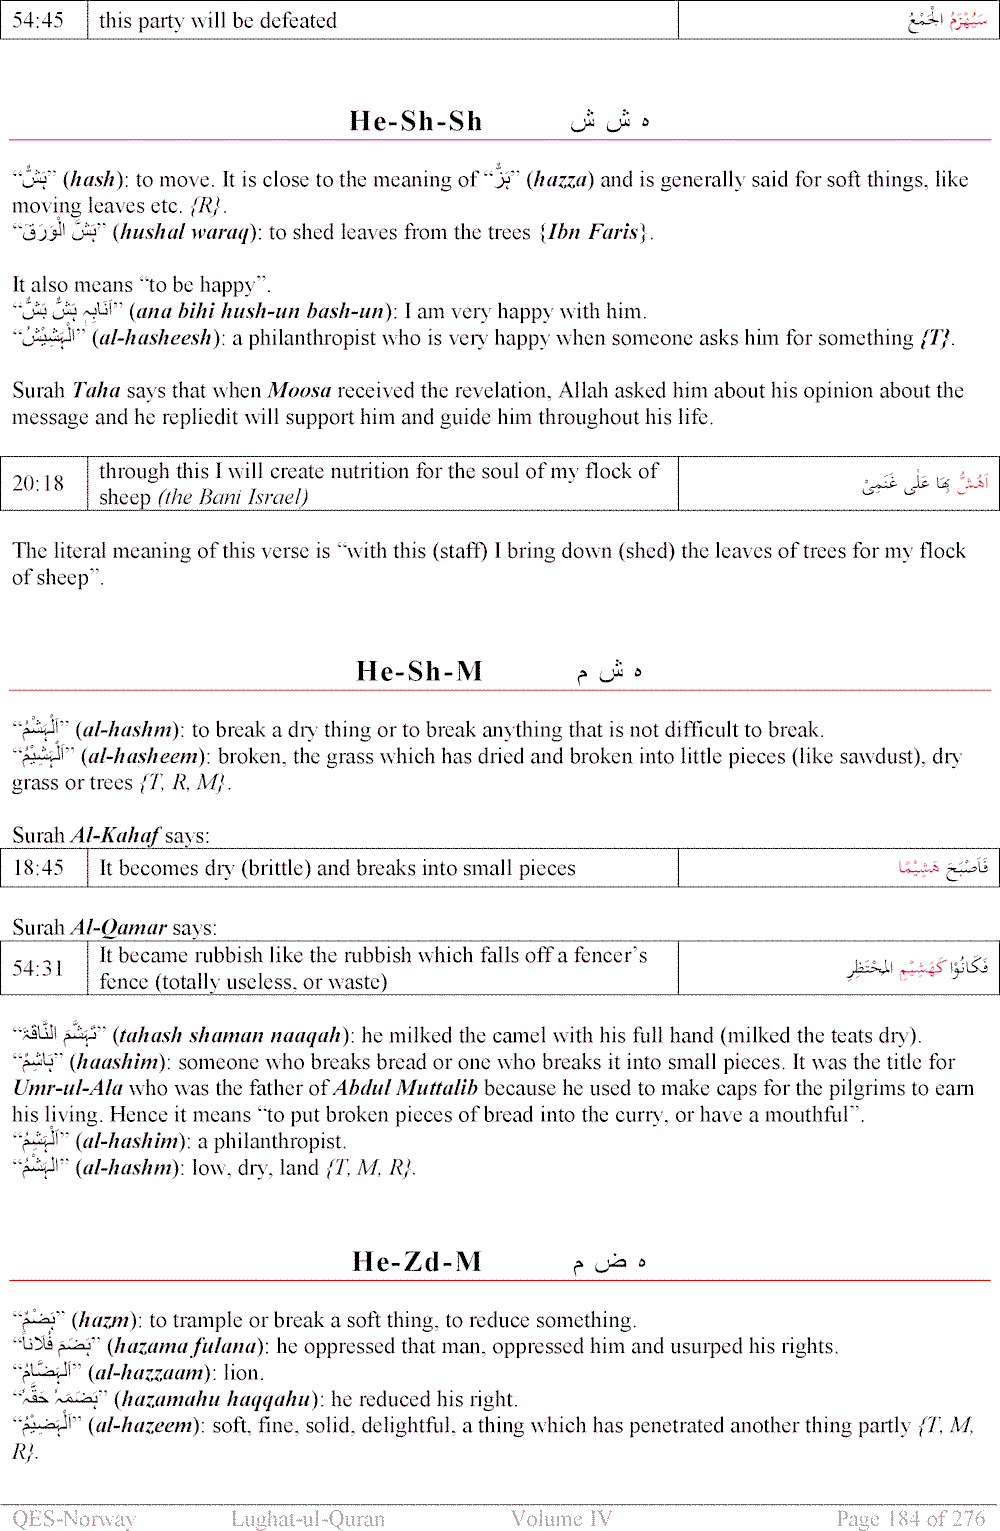 54:45 this party will be defeated سَيُهْزَمُ الْجَمْعُ
He-Sh-Sh ہ ش ش
“ہَشٌّ” (hash): to move. It is close to the meaning of “ہَزٌّ” (hazza) and is generally said for soft things, like
moving leaves etc. {R}.
“ہَشَّ الْوَرَقَ” (hushal waraq): to shed leaves from the trees {Ibn Faris}.
It also means “to be happy”.
“اَنَابِہٖ ہَشٌّ بَشٌّ” (ana bihi hush-un bash-un): I am very happy with him.
“اَلْہَشِیْشُ” (al-hasheesh): a philanthropist who is very happy when someone asks him for something {T}.
Surah Taha says that when Moosa received the revelation, Allah asked him about his opinion about the
message and he repliedit will support him and guide him throughout his life.
20:18 through this I will create nutrition for the soul of my flock of
sheep (the Bani Israel) اَهُشُّ بِهَا عَلٰى غَنَمِىْ
The literal meaning of this verse is “with this (staff) I bring down (shed) the leaves of trees for my flock
of sheep”.
He-Sh-M ہ ش م
“اَلْہَشْمُ” (al-hashm): to break a dry thing or to break anything that is not difficult to break.
“اَلْہَشِیْمُ” (al-hasheem): broken, the grass which has dried and broken into little pieces (like sawdust), dry
grass or trees {T, R, M}.
Surah Al-Kahaf says:
18:45 It becomes dry (brittle) and breaks into small pieces فَاَصْبَحَ هَشِيْمًا
Surah Al-Qamar says:
54:31 It became rubbish like the rubbish which falls off a fencer’s
fence (totally useless, or waste) فَكَانُوْا كَهَشِيْمِ الْمُحْتَظِرِ
“تَہَشَّمَ النَّاقَۃَ” (tahash shaman naaqah): he milked the camel with his full hand (milked the teats dry).
“ہَاشِمٌ” (haashim): someone who breaks bread or one who breaks it into small pieces. It was the title for
Umr-ul-Ala who was the father of Abdul Muttalib because he used to make caps for the pilgrims to earn
his living. Hence it means “to put broken pieces of bread into the curry, or have a mouthful”.
“اَلْہَشِمُ” (al-hashim): a philanthropist.
“الْہَشْمُ” (al-hashm): low, dry, land {T, M, R}.
He-Zd-M ہ ض م
“ہَضْمٌ” (hazm): to trample or break a soft thing, to reduce something.
“ہَضَمَ فُلَاناً” (hazama fulana): he oppressed that man, oppressed him and usurped his rights.
“اَلْہَضَّامُ” (al-hazzaam): lion.
“ہَضَمَہٗ حَقَّہٗ” (hazamahu haqqahu): he reduced his right.
“اَلْہَضِیْمُ” (al-hazeem): soft, fine, solid, delightful, a thing which has penetrated another thing partly {T, M,
R}.
QES-Norway Lughat-ul-Quran Volume IV Page 184 of 276